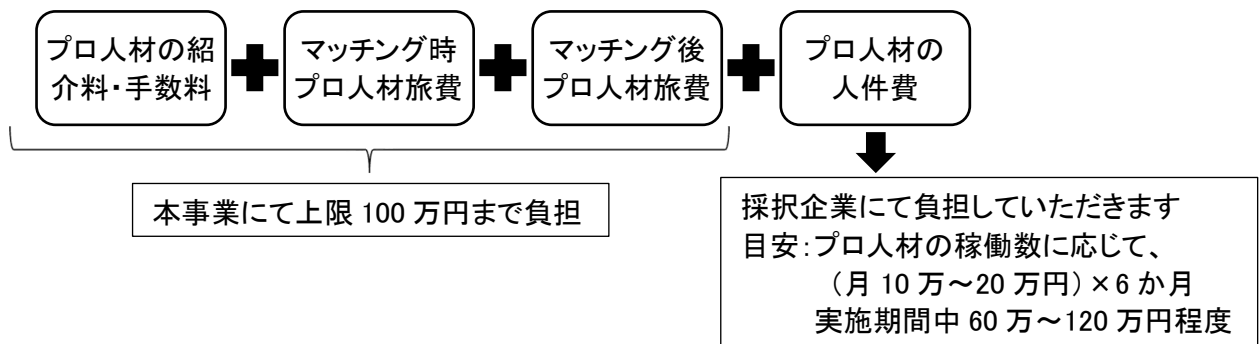 プロ人材の紹
介料・手数料
マッチング時
プロ人材旅費
マッチング後
プロ人材旅費
プロ人材の
人件費
本事業にて上限 100 万円まで負担
採択企業にて負担していただきます
目安:プロ人材の稼働数に応じて、
(月 10 万～20 万円)×6 か月
実施期間中 60 万～120 万円程度